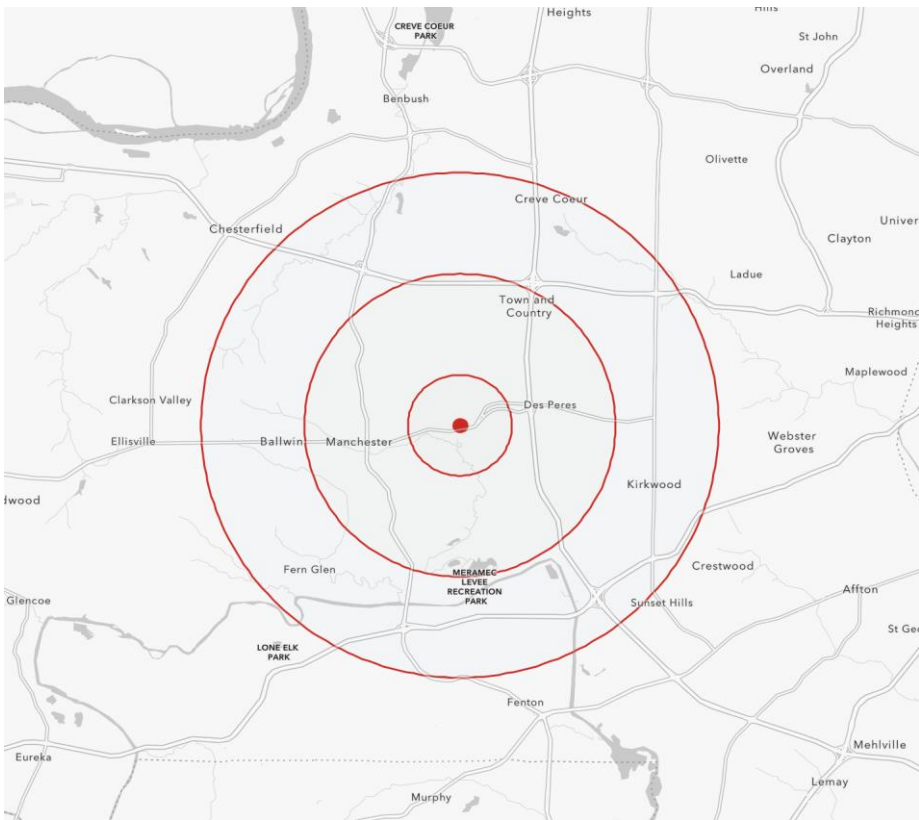 Heights
Hills
CREVE COEUR
PARK
St John
Overland
Benbush
Olivette
Creve Coeur
Chesterfield
Univer
Clayton
Ladue
Town and
Country
Richmond
Heights
Maplewood
Clarkson Valley
Des Peres
Ellisville
Ballwin
Manchester
Webster
Groves
Kirkwood
dwood
Crestwood
Fern Glen
MERAMEC
LEVEE
RECREATION
PARK
Affton
Glencoe
Sunset Hills
St Geo
LONE ELK
PARK
Fenton
Mehlville
Eureka
Lemay
Murphy